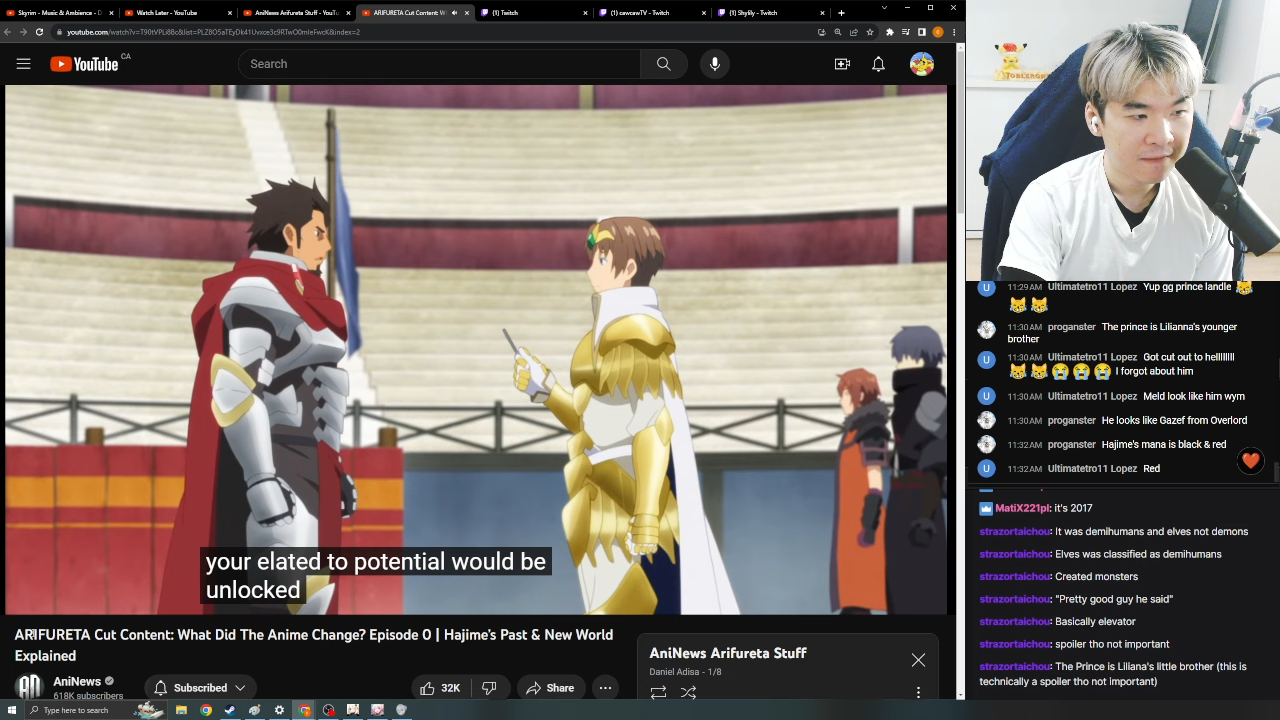 Slgrim - Music & Ambience - D
Watch Later - YouTube
AniNews Arifureta Stuff - YouTu
ARIFURETA Cut Content: W
(1) Twitch
(1) cawcawTV - Twitch
(1) Shylily - Twitch
youtube.com/watch?v=T90tVPLi8Bc&list=PLZ8O5aTEyDk41Uvxce3c9RTwO0mIeFwcK&index=2
YouTube CA
Search
TOBLERONE
your elated to potential would be
unlocked
ARIFURETA Cut Content: What Did The Anime Change? Episode 0 | Hajime's Past & New World
Explained
AniNews
618K subscribers
Subscribed
32K
Share
AniNews Arifureta Stuff
Daniel Adisa - 1/8
U 11:29 AM Ultimatetro11 Lopez Yup gg prince landle 😹
😹 😹
11:30 AM proganster The prince is Lilianna's younger
brother
U 11:30 AM Ultimatetro11 Lopez Got cut out to helllllllll
😹 😹 😭 😭 😭 I forgot about him
U 11:30 AM Ultimatetro11 Lopez Meld look like him wym
11:30 AM proganster He looks like Gazef from Overlord
11:32 AM proganster Hajime's mana is black & red
U 11:32 AM Ultimatetro11 Lopez Red
MatiX221pl: it's 2017
strazortaichou: It was demihumans and elves not demons
strazortaichou: Elves was classified as demihumans
strazortaichou: Created monsters
strazortaichou: "Pretty good guy he said"
strazortaichou: Basically elevator
strazortaichou: spoiler tho not important
strazortaichou: The Prince is Liliana's little brother (this is
technically a spoiler tho not important)
Type here to search